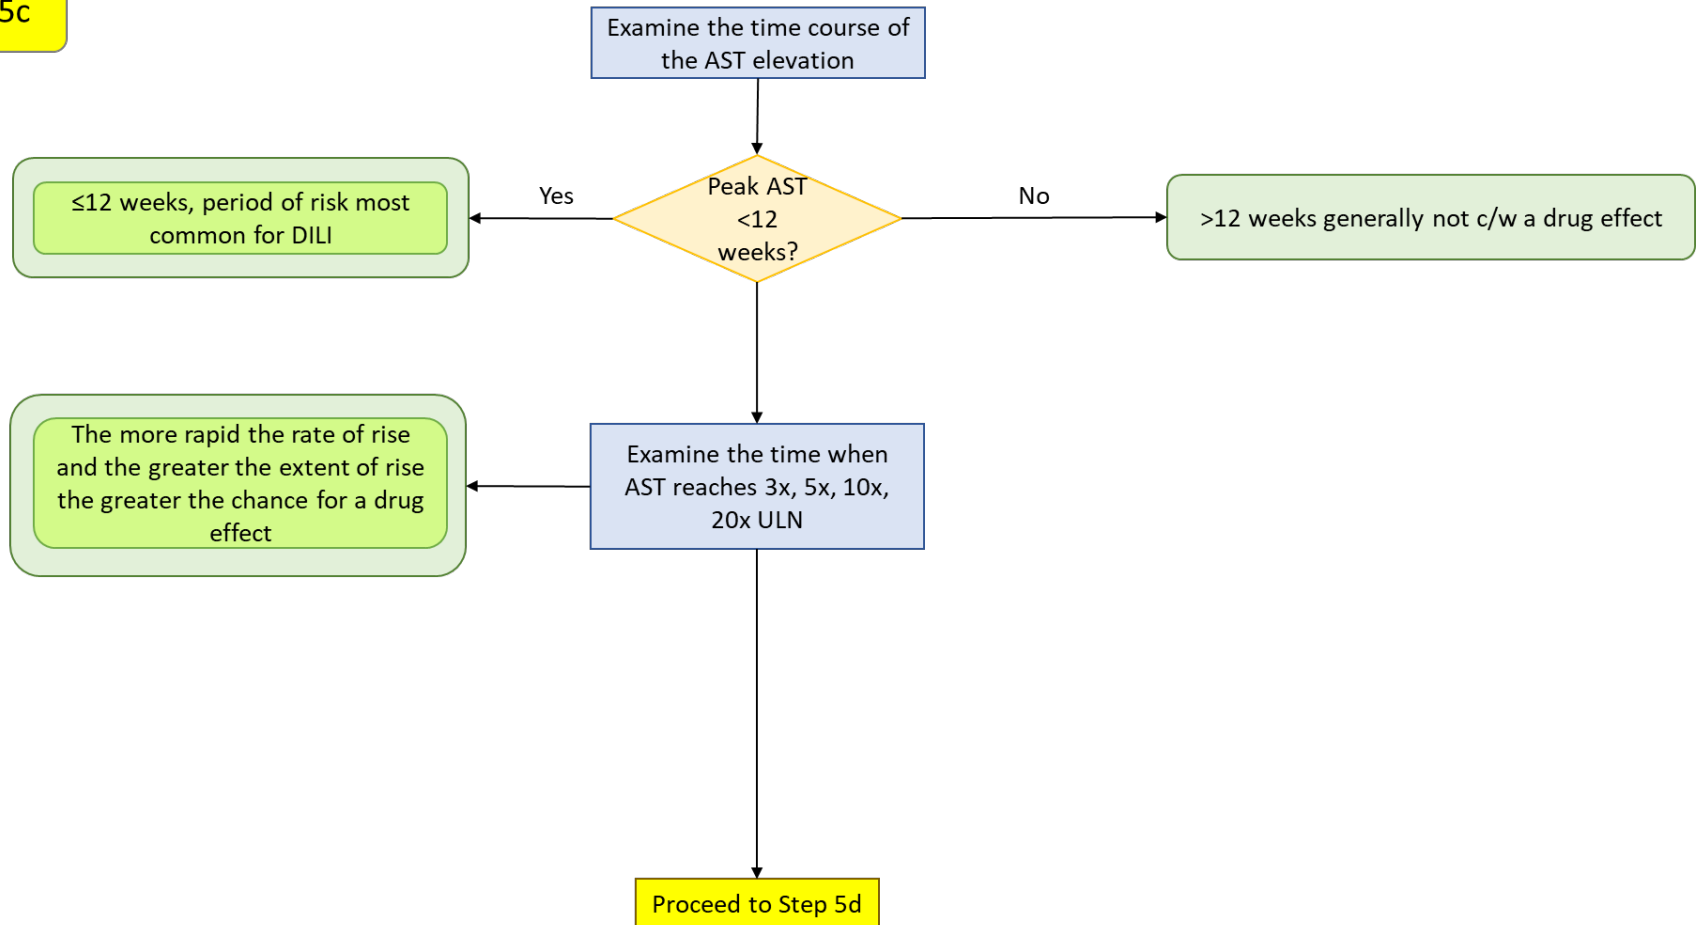 5c
Examine the time course of
the AST elevation
Peak AST
<12
weeks?
Yes
No
≤12 weeks, period of risk most
common for DILI
>12 weeks generally not c/w a drug effect
Examine the time when
AST reaches 3x, 5x, 10x,
20x ULN
The more rapid the rate of rise
and the greater the extent of rise
the greater the chance for a drug
effect
Proceed to Step 5d